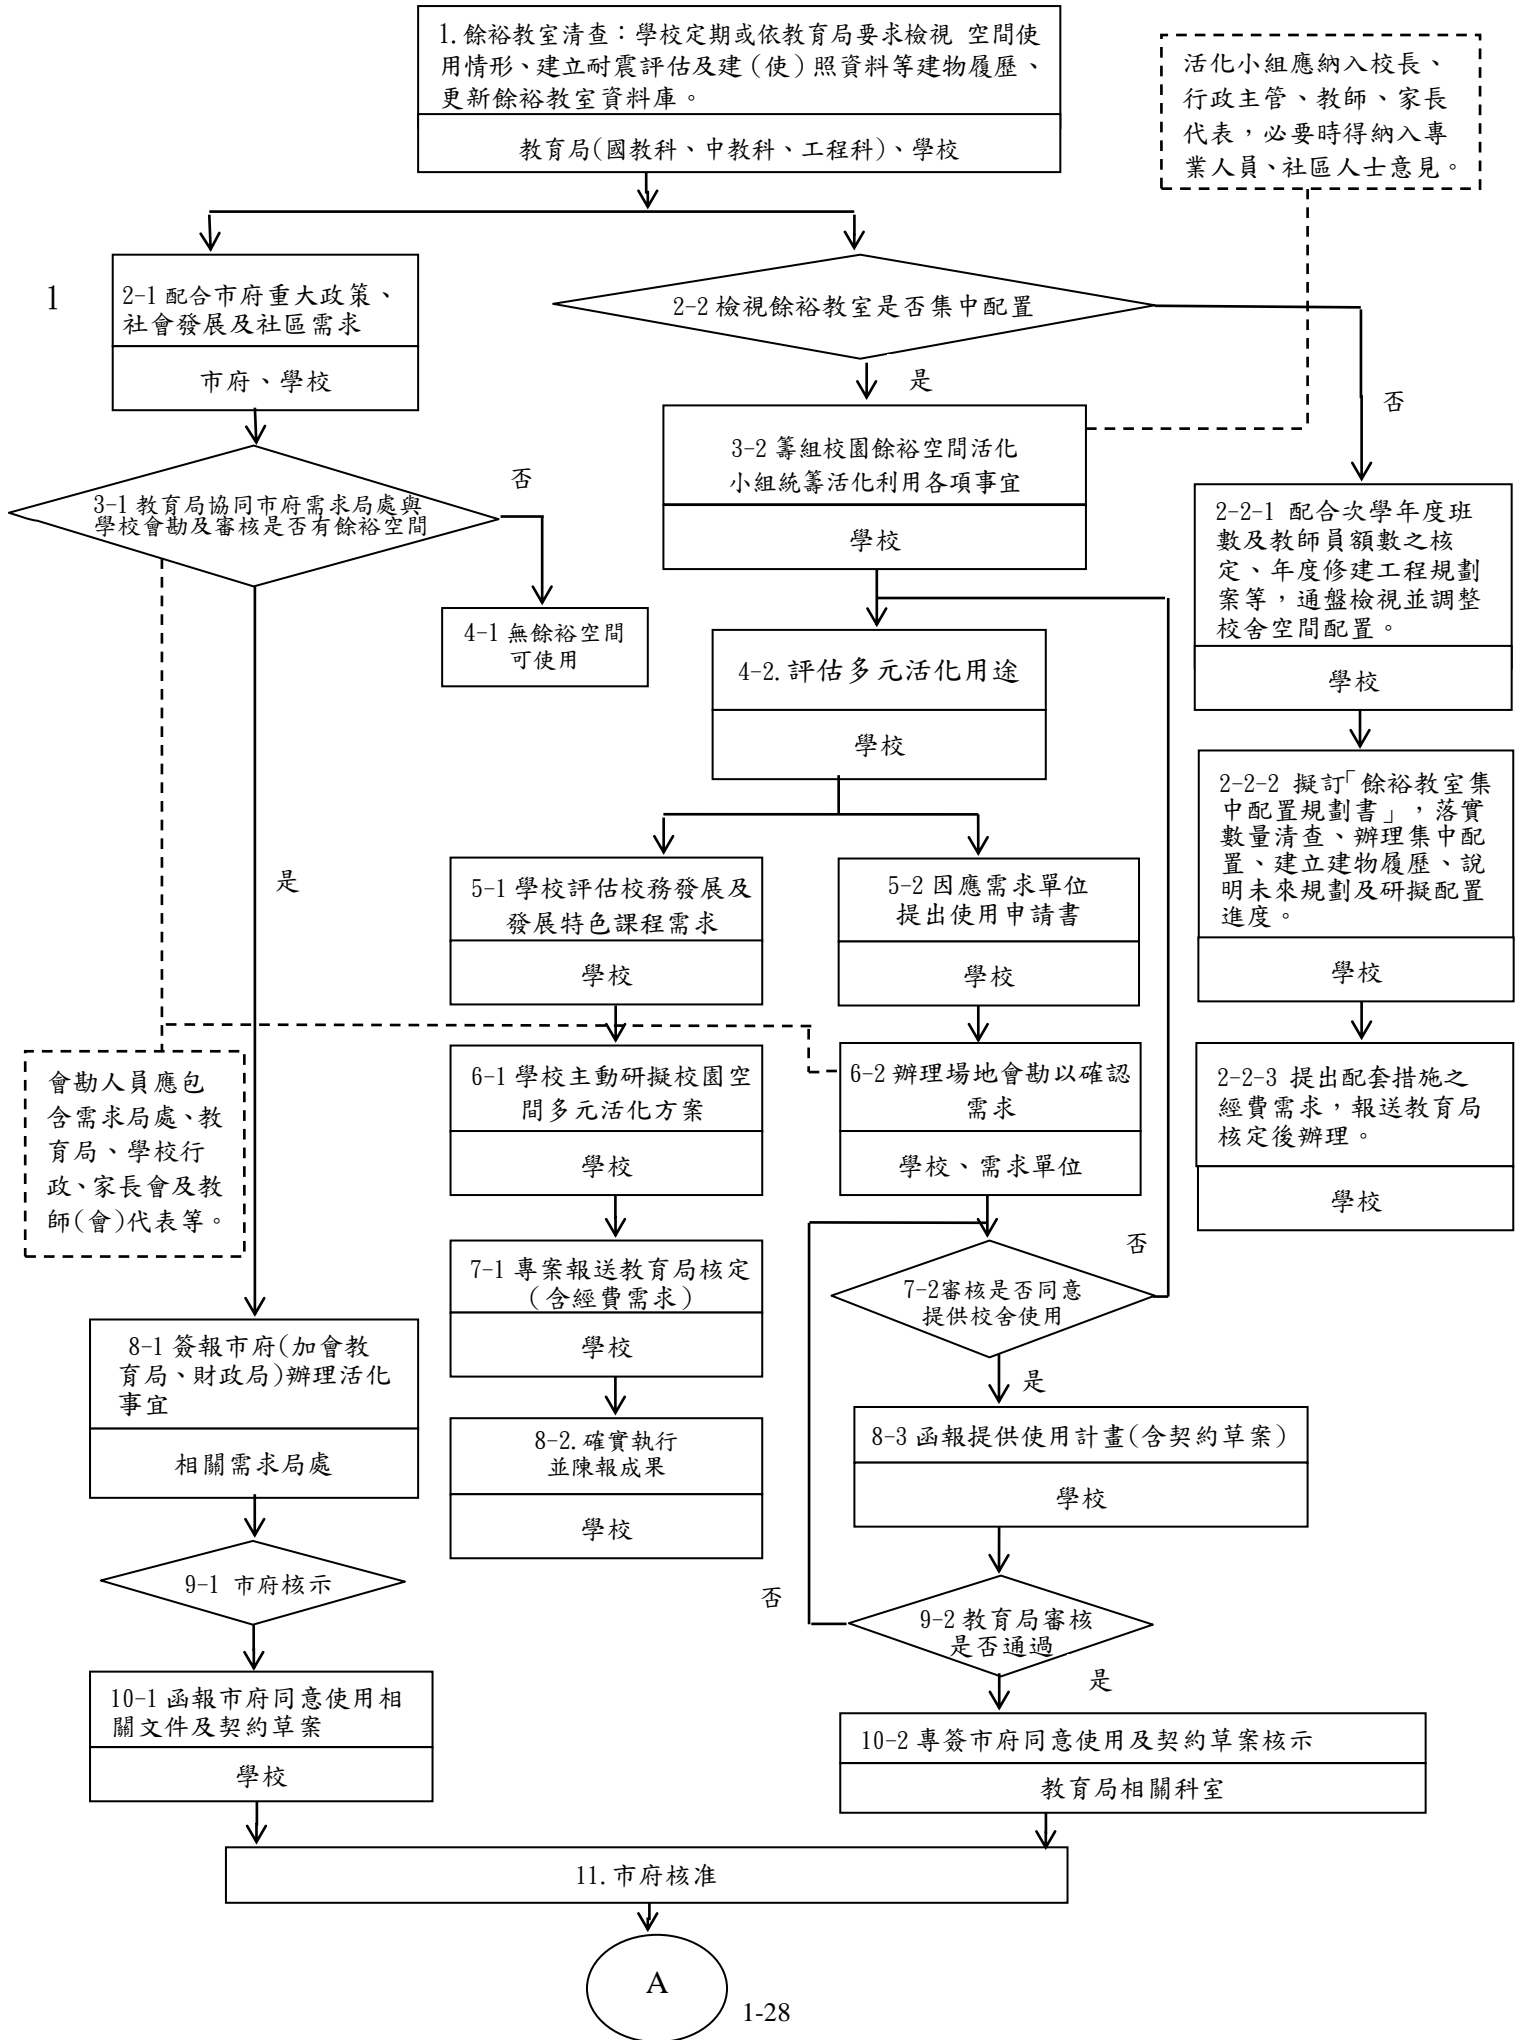 1.餘裕教室清查：學校定期或依教育局要求檢視 空間使
用情形、建立耐震評估及建(使)照資料等建物履歷、
更新餘裕教室資料庫。
教育局(國教科、中教科、工程科)、學校
活化小組應納入校長、
行政主管、教師、家長
代表，必要時得納入專
業人員、社區人士意見。
1
2-1 配合市府重大政策、
社會發展及社區需求
市府、學校
2-2 檢視餘裕教室是否集中配置
是
否
3-1 教育局協同市府需求局處與
學校會勘及審核是否有餘裕空間
否
3-2 籌組校園餘裕空間活化
小組統籌活化利用各項事宜
學校
2-2-1 配合次學年度班
數及教師員額數之核
定、年度修建工程規劃
案等，通盤檢視並調整
校舍空間配置。
學校
4-1 無餘裕空間
可使用
4-2.評估多元活化用途
學校
2-2-2 擬訂「餘裕教室集
中配置規劃書」，落實
數量清查、辦理集中配
置、建立建物履歷、說
明未來規劃及研擬配置
進度。
學校
是
5-1 學校評估校務發展及
發展特色課程需求
學校
5-2 因應需求單位
提出使用申請書
學校
會勘人員應包
含需求局處、教
育局、學校行
政、家長會及教
師(會)代表等。
6-1 學校主動研擬校園空
間多元活化方案
學校
6-2 辦理場地會勘以確認
需求
學校、需求單位
2-2-3 提出配套措施之
經費需求，報送教育局
核定後辦理。
學校
7-1 專案報送教育局核定
(含經費需求)
學校
7-2審核是否同意
提供校舍使用
否
是
8-1 簽報市府(加會教
育局、財政局)辦理活化
事宜
相關需求局處
8-2.確實執行
並陳報成果
學校
8-3 函報提供使用計畫(含契約草案)
學校
9-1 市府核示
9-2 教育局審核
是否通過
否
是
10-1 函報市府同意使用相
關文件及契約草案
學校
10-2 專簽市府同意使用及契約草案核示
教育局相關科室
11.市府核准
A
1-28